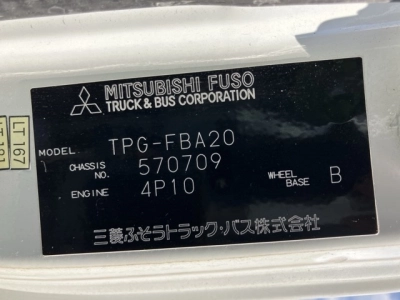 MITSUBISHI FUSO
TRUCK & BUS CORPORATION
MODEL TPG-FBA20
CHASSIS NO. 570709
ENGINE 4P10
WHEEL BASE B
三菱ふそうトラック・バス株式会社
LT167